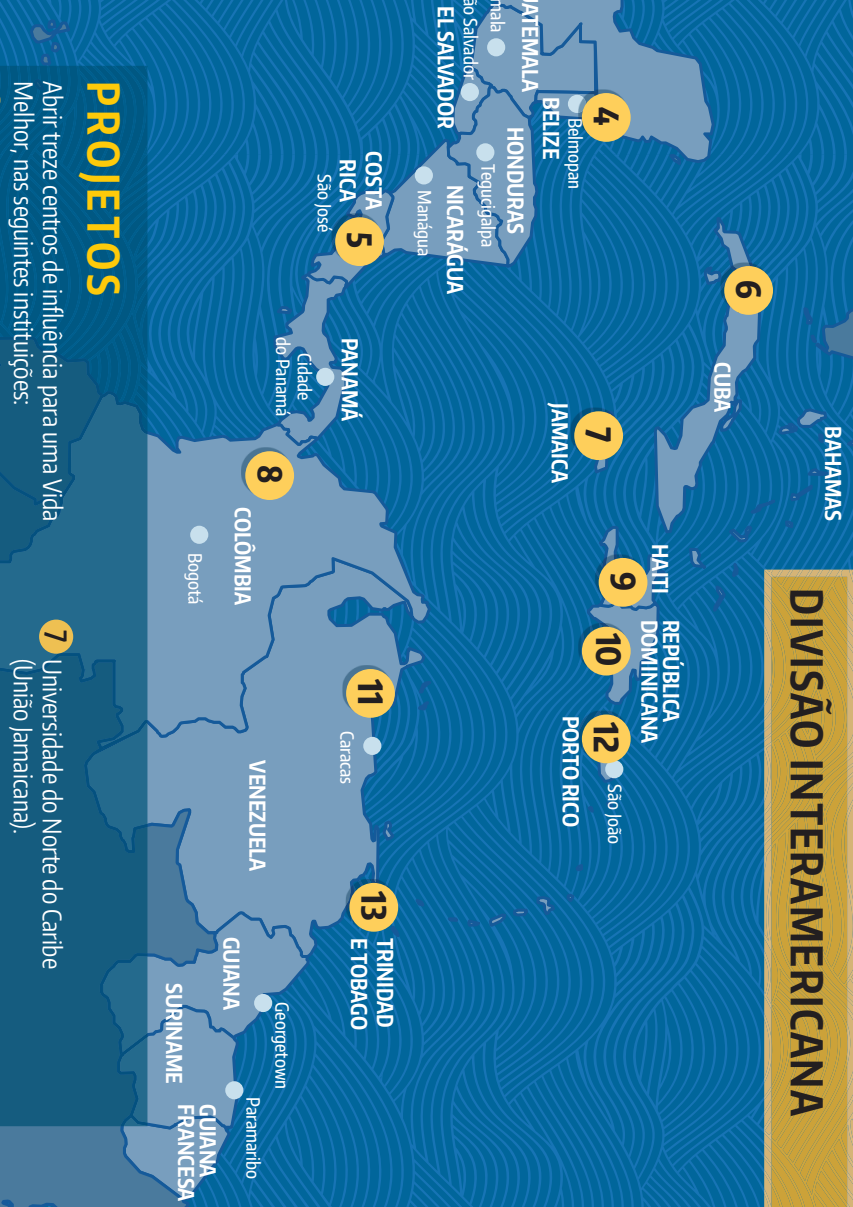 DIVISÃO INTERAMERICANA
BAHAMAS
6
CUBA
4
Belmopan
BELIZE
HONDURAS
Tegucigalpa
EL SALVADOR
NICARÁGUA
Manágua
COSTA
RICA
São José
5
PANAMÁ
Cidade
do Panamá
7
JAMAICA
HAITI
9
REPÚBLICA
DOMINICANA
10
12
PORTO RICO
São João
8
COLÔMBIA
Bogotá
11
Caracas
VENEZUELA
13
TRINIDAD
E TOBAGO
GUIANA
Georgetown
SURINAME
Paramaribo
GUIANA
FRANCESA
PROJETOS
Abrir treze centros de influência para uma Vida
Melhor, nas seguintes instituições:
7 Universidade do Norte do Caribe
(União Jamaicana).